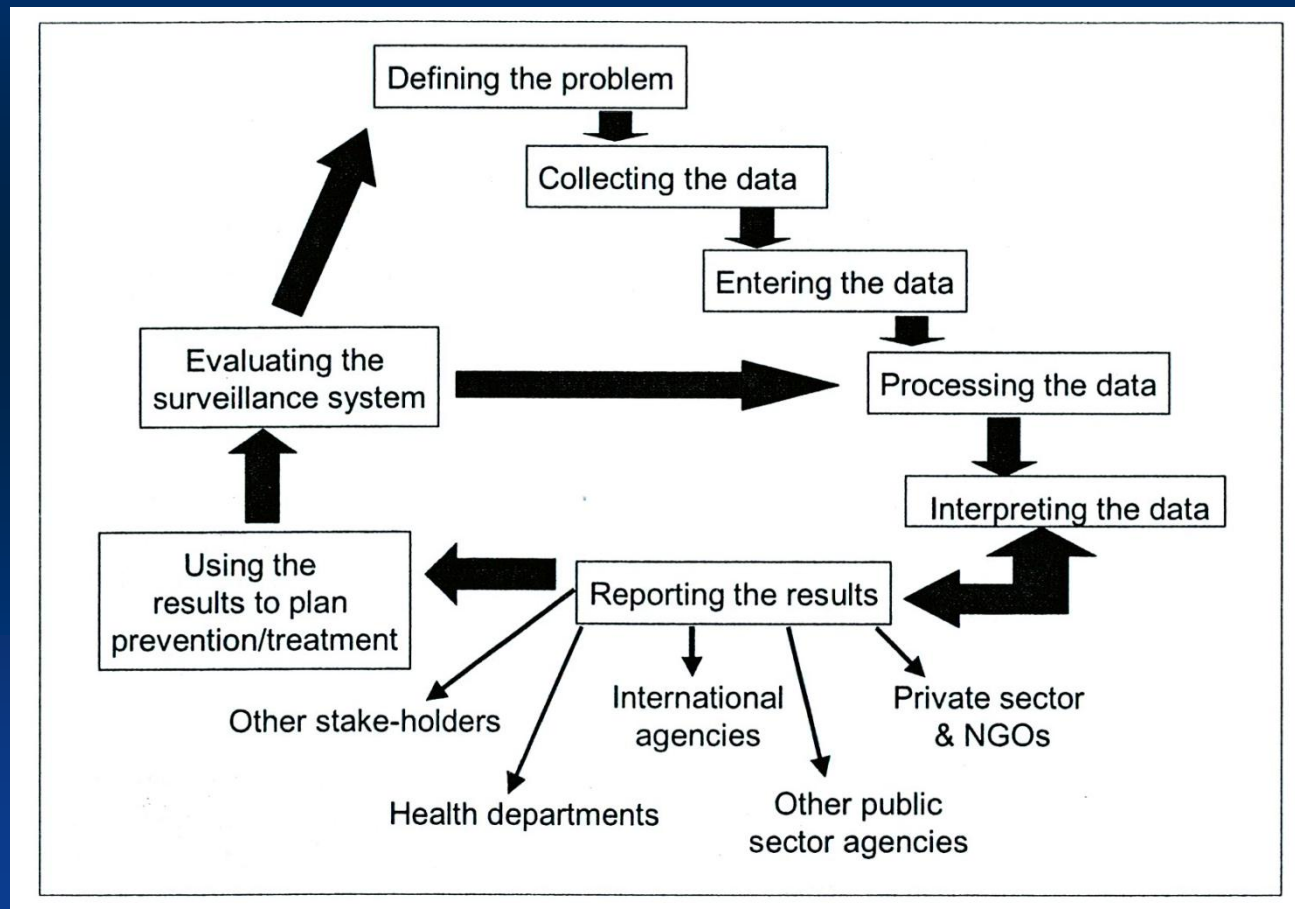 Defining the problem
Collecting the data
Entering the data
Evaluating the
surveillance system
Processing the data
Interpreting the data
Using the
results to plan
prevention/treatment
Reporting the results
Other stake-holders
International
agencies
Private sector
& NGOs
Health departments
Other public
sector agencies